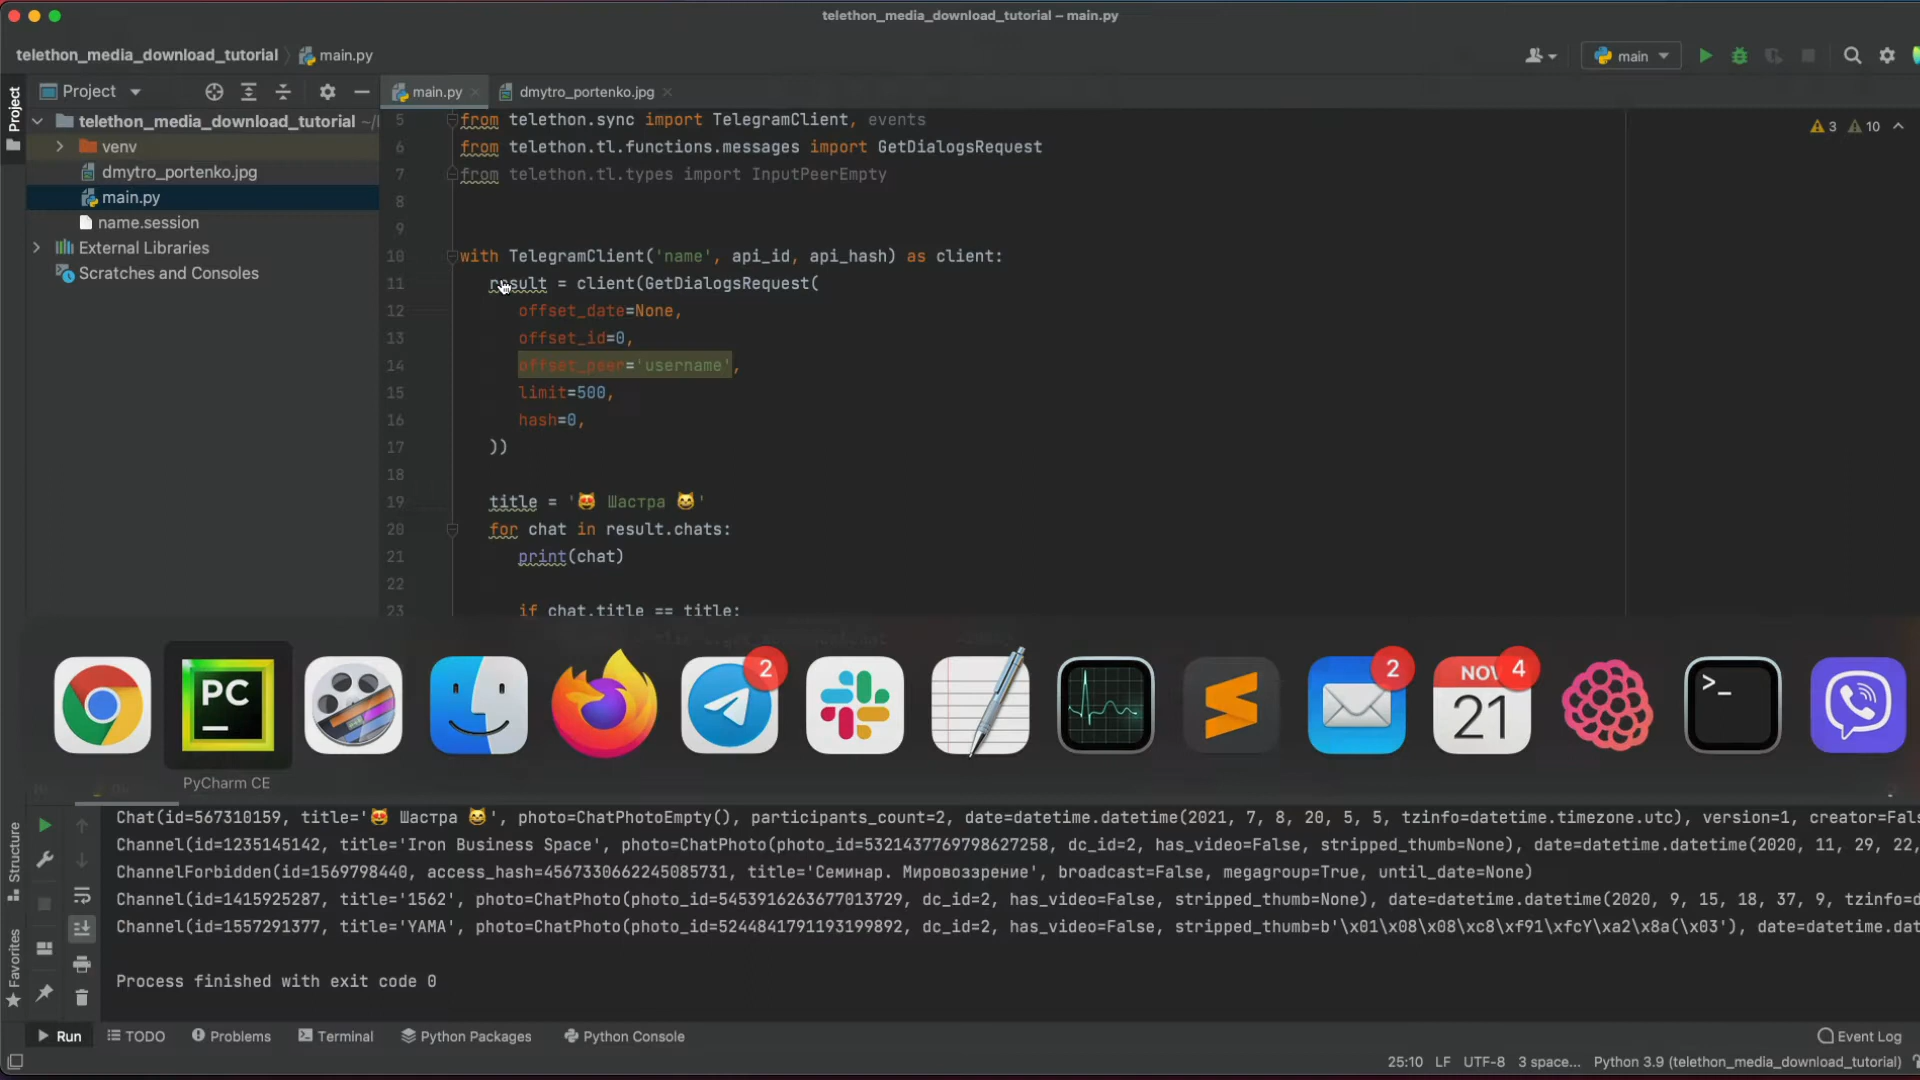 telethon_media_download_tutorial – main.py
telethon_media_download_tutorial
main.py
main
Project
main.py
dmytro_portenko.jpg
Project
telethon_media_download_tutorial ~/
venv
dmytro_portenko.jpg
main.py
name.session
External Libraries
Scratches and Consoles
3 10
5 from telethon.sync import TelegramClient, events
6 from telethon.tl.functions.messages import GetDialogsRequest
7 from telethon.tl.types import InputPeerEmpty
8
9
10 with TelegramClient('name', api_id, api_hash) as client:
11 result = client(GetDialogsRequest(
12 offset_date=None,
13 offset_id=0,
14 offset_peer='username',
15 limit=500,
16 hash=0,
17 ))
18
19 title = '😻 Шастра 😸'
20 for chat in result.chats:
21 print(chat)
22
23 if chat.title == title:
PC
2
>_
2
NOV 4
21
PyCharm CE
Structure
Favorites
Chat(id=567310159, title='😻 Шастра 😸', photo=ChatPhotoEmpty(), participants_count=2, date=datetime.datetime(2021, 7, 8, 20, 5, 5, tzinfo=datetime.timezone.utc), version=1, creator=Fals
Channel(id=1235145142, title='Iron Business Space', photo=ChatPhoto(photo_id=5321437769798627258, dc_id=2, has_video=False, stripped_thumb=None), date=datetime.datetime(2020, 11, 29, 22,
ChannelForbidden(id=1569798440, access_hash=4567330662245085731, title='Семинар. Мировоззрение', broadcast=False, megagroup=True, until_date=None)
Channel(id=1415925287, title='1562', photo=ChatPhoto(photo_id=5453916263677013729, dc_id=2, has_video=False, stripped_thumb=None), date=datetime.datetime(2020, 9, 15, 18, 37, 9, tzinfo=d
Channel(id=1557291377, title='YAMA', photo=ChatPhoto(photo_id=5244841791193199892, dc_id=2, has_video=False, stripped_thumb=b'\x01\x08\x08\xc8\xf91\xfcY\xa2\x8a(\x03'), date=datetime.dat
Process finished with exit code 0
Run
TODO
Problems
Terminal
Python Packages
Python Console
Event Log
25:10 LF UTF-8 3 space... Python 3.9 (telethon_media_download_tutorial)